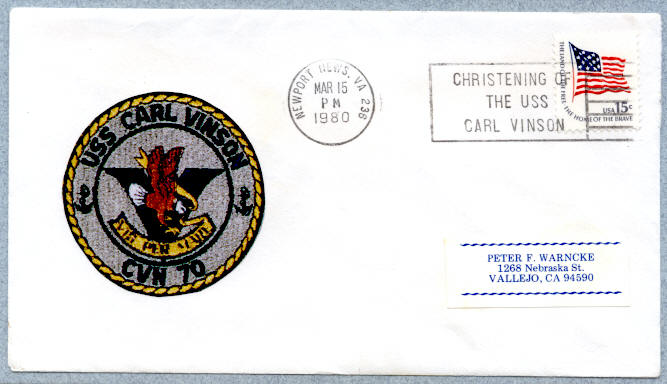 NEWPORT NEWS, VA 236
MAR 15
PM
1980
CHRISTENING OF
THE USS
CARL VINSON
THE LAND OF THE FREE THE HOME OF THE BRAVE
USA 15c
USS CARL VINSON
VIS PER MARE
CVN 70
PETER F. WARNCKE
1268 Nebraska St.
VALLEJO, CA 94590